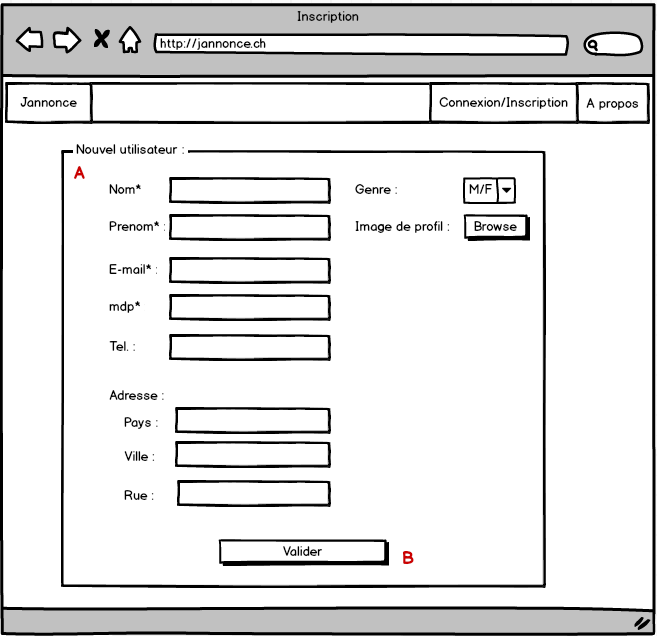 Inscription
http://jannonce.ch
Jannonce
Connexion/Inscription
A propos
Nouvel utilisateur :
A
Nom*
Genre :
M/F
Prenom* :
Image de profil :
Browse
E-mail* :
mdp*
Tel. :
Adresse :
Pays :
Ville :
Rue :
Valider
B